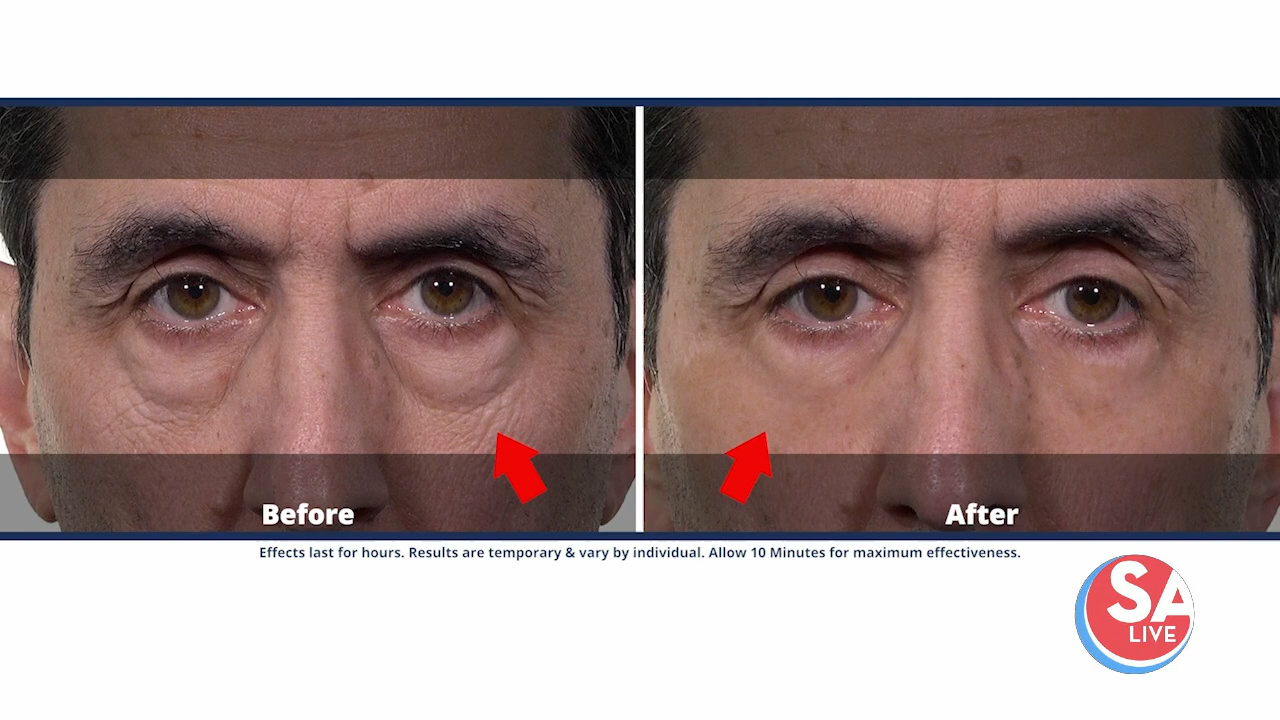 Before
After
Effects last for hours. Results are temporary & vary by individual. Allow 10 Minutes for maximum effectiveness.
SA
LIVE